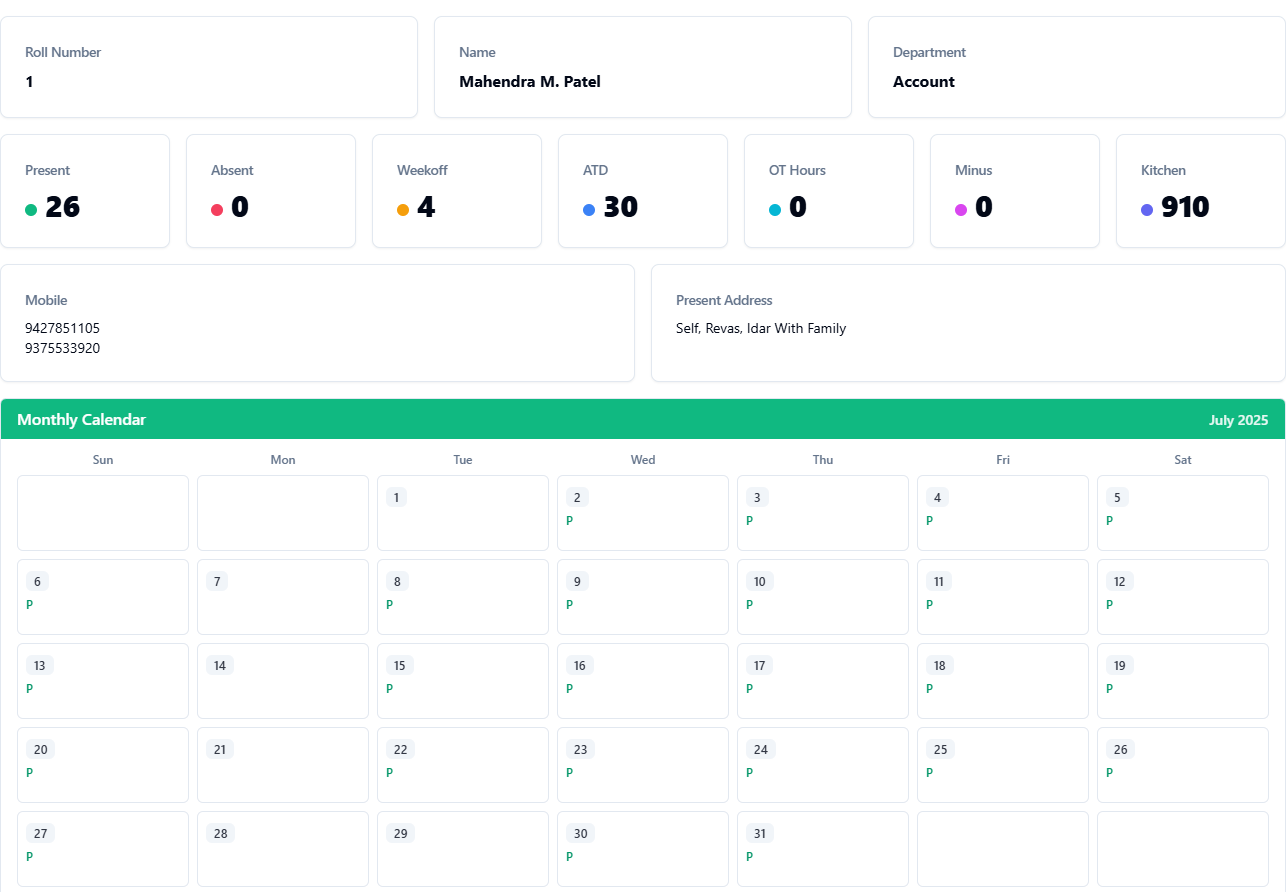 Roll Number
1
Name
Mahendra M. Patel
Department
Account
Present
26
Absent
0
Weekoff
4
ATD
30
OT Hours
0
Minus
0
Kitchen
910
Mobile
9427851105
9375533920
Present Address
Self, Revas, Idar With Family
Monthly Calendar July 2025
Sun Mon Tue Wed Thu Fri Sat
1 2 3 4 5
P P P P
6 7 8 9 10 11 12
P P P P P P
13 14 15 16 17 18 19
P P P P P P
20 21 22 23 24 25 26
P P P P P P
27 28 29 30 31
P P P